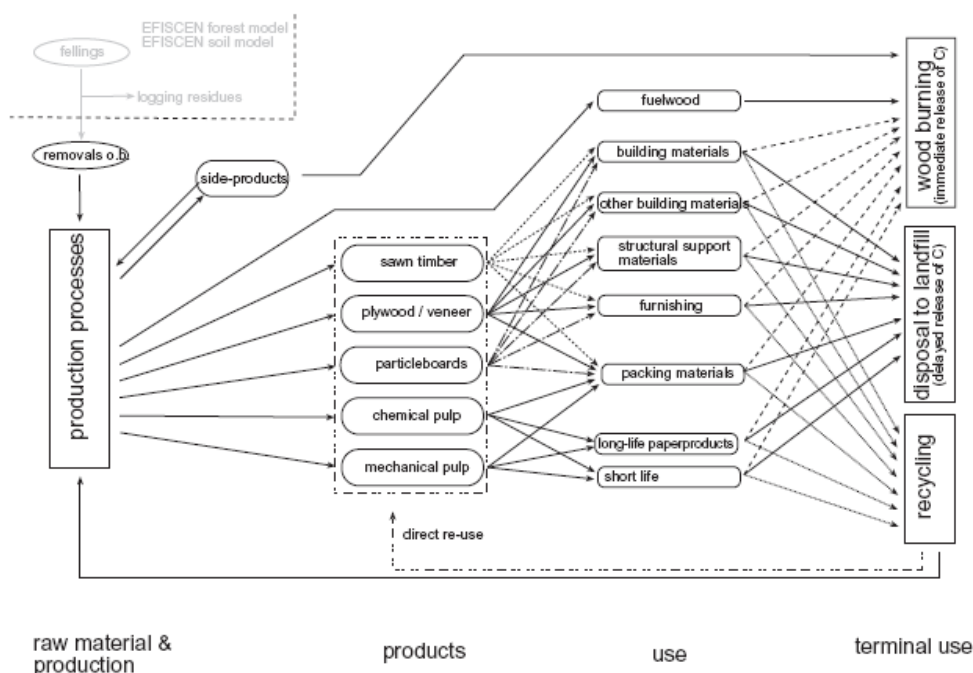 EFISCEN forest model
EFISCEN soil model
fellings
logging residues
removals o.b.
side-products
production processes
sawn timber
plywood / veneer
particleboards
chemical pulp
mechanical pulp
direct re-use
fuelwood
building materials
other building materials
structural support
materials
furnishing
packing materials
long-life paperproducts
short life
wood burning
(immediate release of C)
disposal to landfill
(delayed release of C)
recycling
raw material &
production
products
use
terminal use